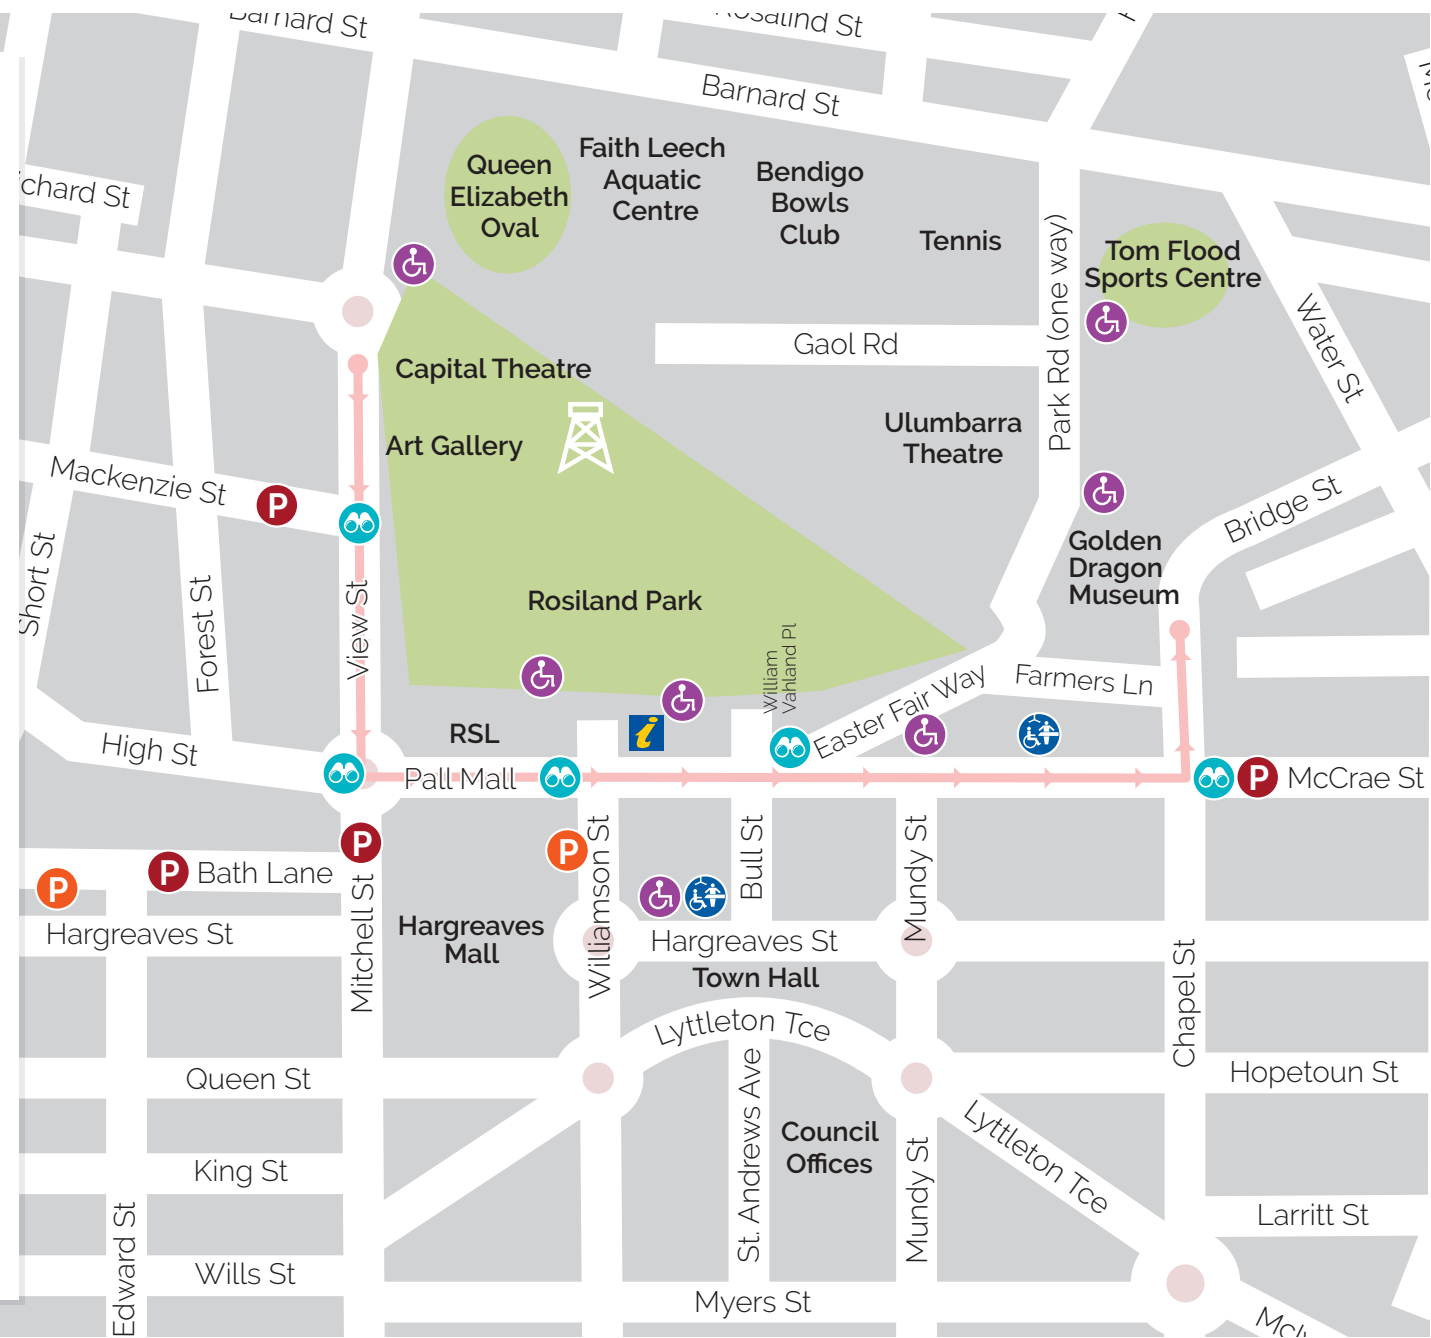 Barnard St
Rosalind St
Barnard St
Queen
Elizabeth
Oval
Faith Leech
Aquatic
Centre
Bendigo
Bowls
Club
Tennis
Tom Flood
Sports Centre
Park Rd (one way)
Water St
Gaol Rd
Capital Theatre
Art Gallery
Ulumbarra
Theatre
Mackenzie St
P
Short St
Forest St
View St
Bridge St
Golden
Dragon
Museum
Rosiland Park
William
Vahland Pl
Easter Fair Way
Farmers Ln
High St
RSL
i
Pall Mall
P
McCrae St
P
P
P
P
Bath Lane
Hargreaves St
Mitchell St
Hargreaves
Mall
Williamson St
Bull St
Mundy St
Hargreaves St
Town Hall
Lyttleton Tce
Chapel St
Queen St
Hopetoun St
St. Andrews Ave
Council
Offices
Mundy St
Lyttleton Tce
King St
Edward St
Larritt St
Wills St
Myers St